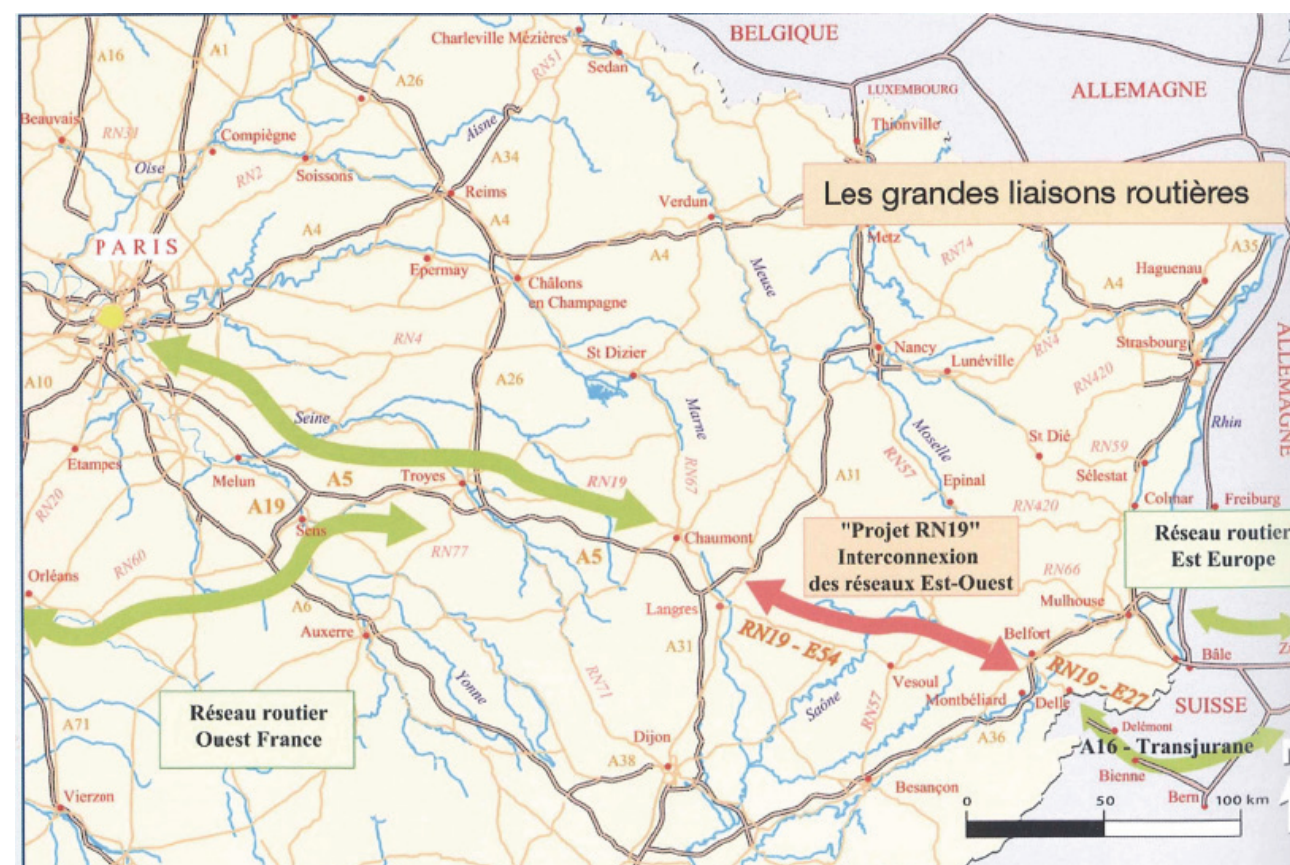 BELGIQUE
Charleville Mézières
A16
A1
RN51
Sedan
A26
LUXEMBOURG
ALLEMAGNE
Beauvais
RN31
Compiègne
Aisne
Thionville
Oise
RN2
Soissons
A34
Reims
Les grandes liaisons routières
Verdun
PARIS
A4
A4
Metz
RN74
A35
Epernay
A4
Meuse
Haguenau
Châlons
en Champagne
A4
RN4
St Dizier
Nancy
Lunéville
RN4
Strasbourg
ALLEMAGNE
A10
A26
RN420
Seine
Marne
Moselle
Rhin
St Dié
RN59
Etampes
Melun
A5
Troyes
RN19
RN67
A31
RN57
Sélestat
Epinal
RN20
A19
Sens
RN420
Colmar
Freiburg
RN77
A5
Chaumont
"Projet RN19"
Interconnexion
des réseaux Est-Ouest
Réseau routier
Est Europe
Orléans
RN60
A6
Langres
RN66
Mulhouse
Auxerre
RN19 - E54
Belfort
A31
RN19 - E27
Bâle
Yonne
RN71
Vesoul
Montbéliard
Delle
SUISSE
Saône
RN57
A71
Réseau routier
Ouest France
Dijon
A36
Delémont
A16 - Transjurane
A38
Besançon
Bienne
Bern
Vierzon
0 50 100 km